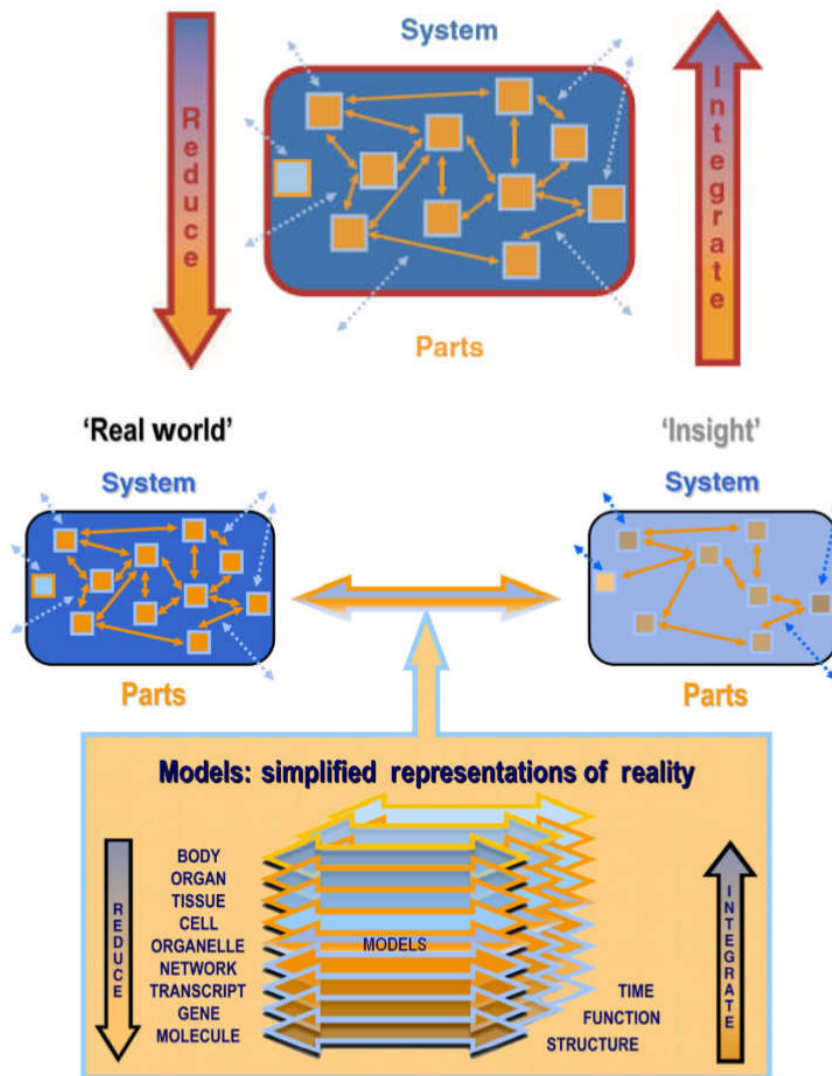 System
Reduce
Integrate
Parts
‘Real world’
‘Insight’
System
System
Parts
Parts
Models: simplified representations of reality
REDUCE
BODY
ORGAN
TISSUE
CELL
ORGANELLE
NETWORK
TRANSCRIPT
GENE
MOLECULE
MODELS
TIME
FUNCTION
STRUCTURE
INTEGRATE